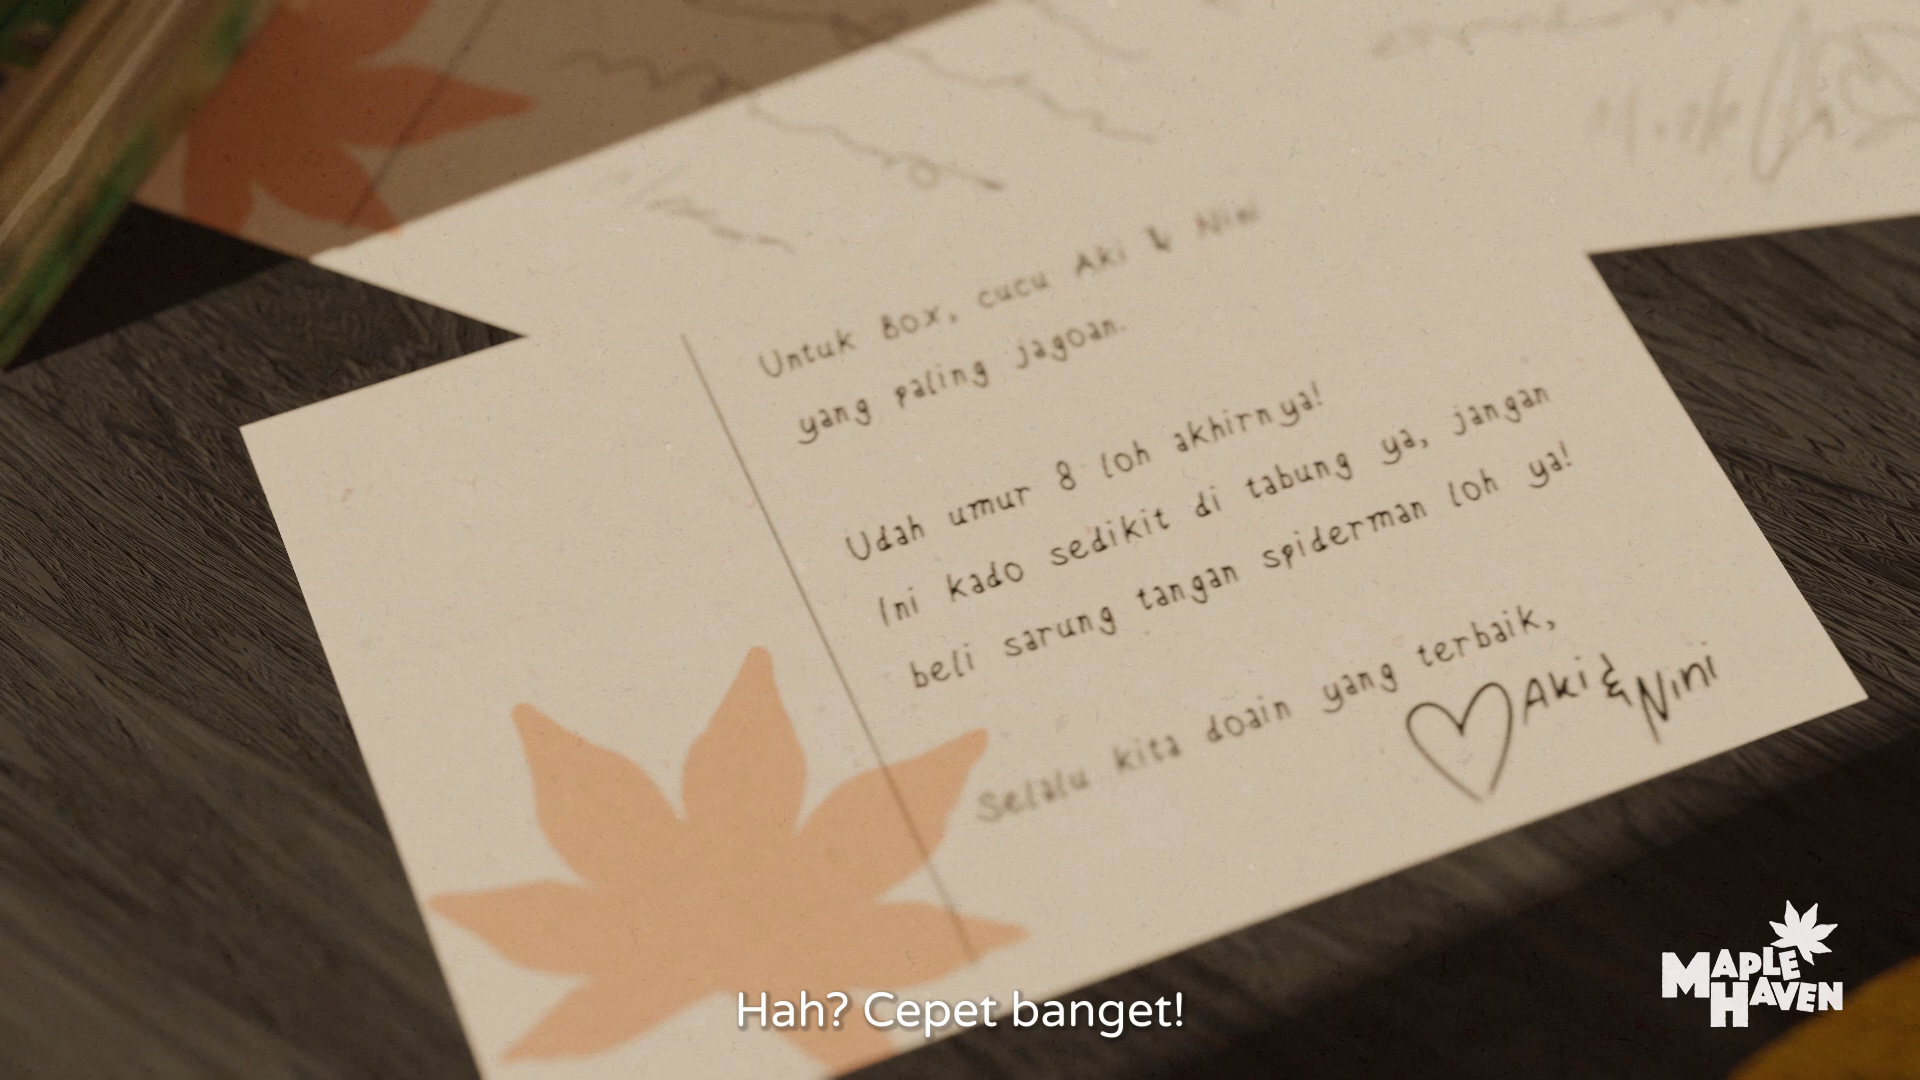 Untuk Box, cucu Aki & Nini
yang paling jagoan.
Udah umur 8 loh akhirnya!
Ini kado sedikit di tabung ya, jangan
beli sarung tangan spiderman loh ya!
Selalu kita doain yang terbaik,
Aki & Nini
MAPLE
HAVEN
Hah? Cepet banget!